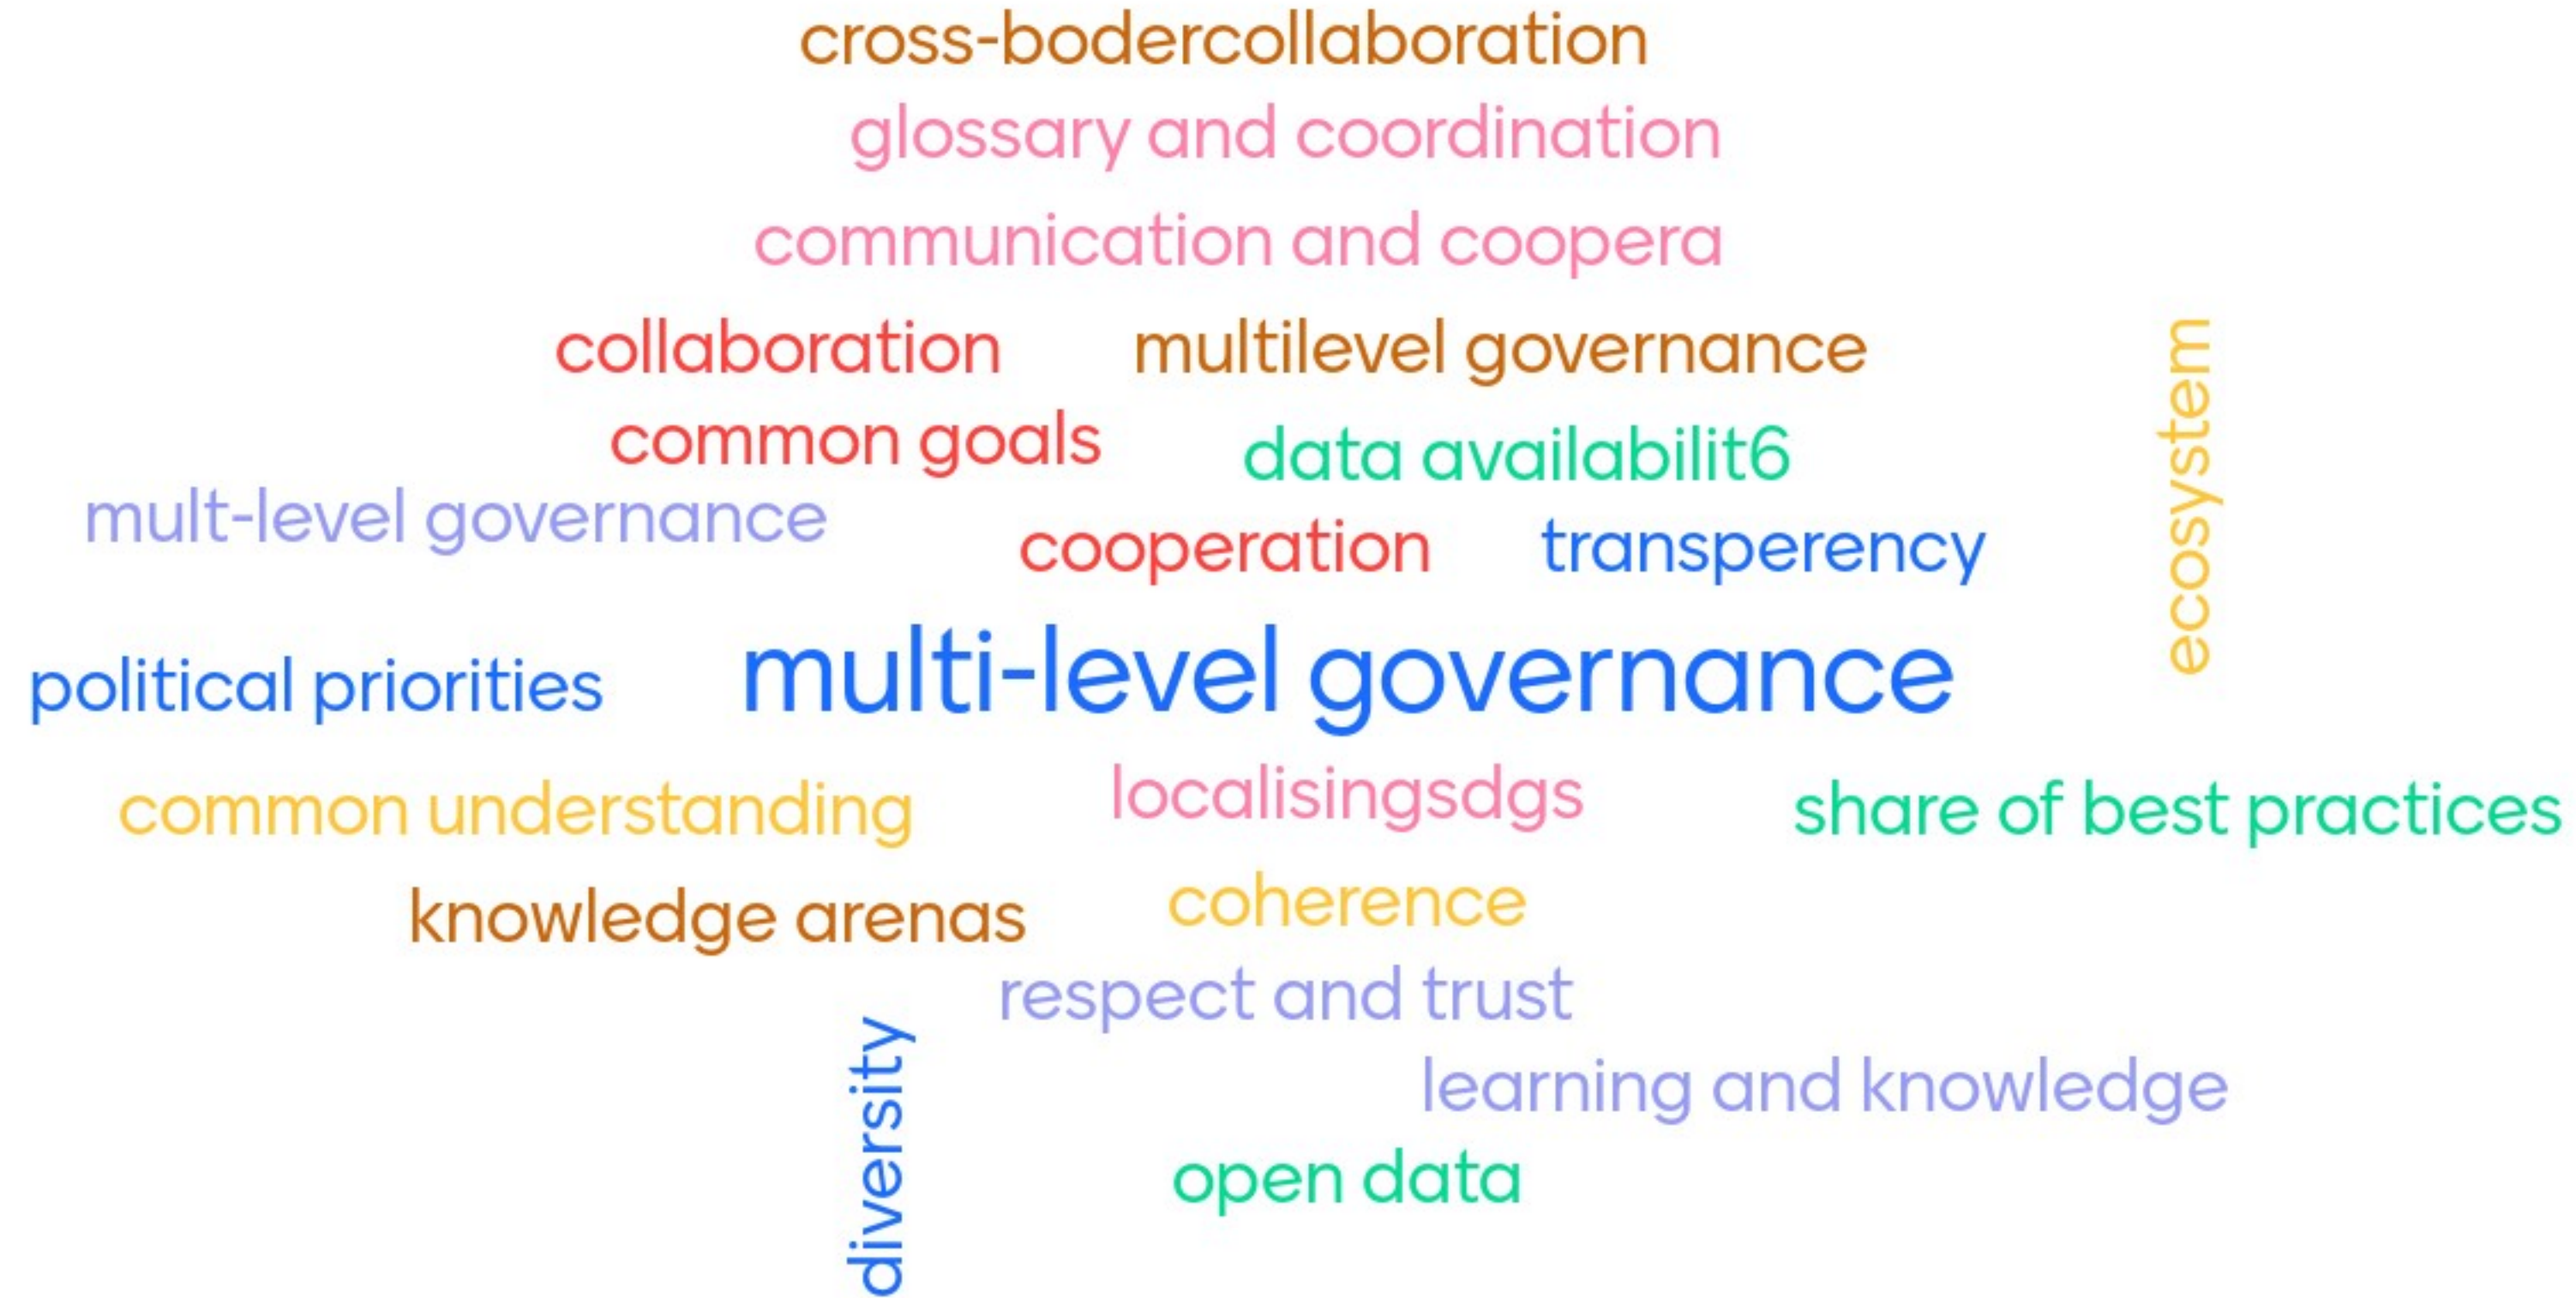 cross-bodercollaboration
glossary and coordination
communication and coopera
collaboration
multilevel governance
ecosystem
common goals
data availabilit6
mult-level governance
cooperation
transperency
political priorities
multi-level governance
common understanding
localisingsdgs
share of best practices
knowledge arenas
coherence
respect and trust
diversity
learning and knowledge
open data